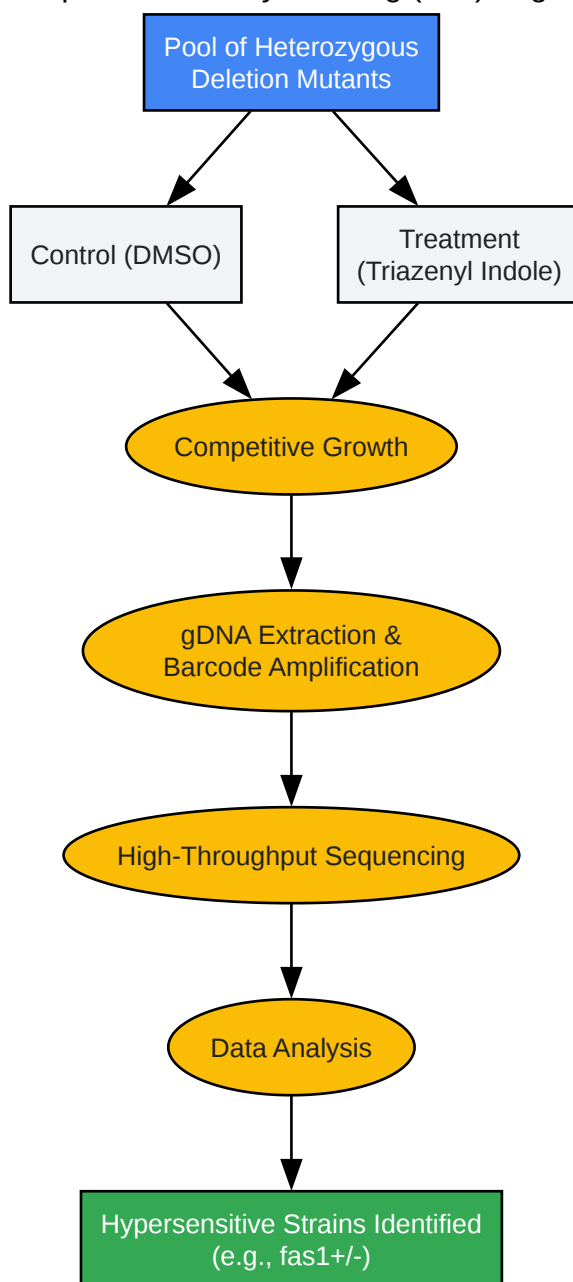 Pool of Heterozygous
Deletion Mutants
Control (DMSO)
Treatment
(Triazenyl Indole)
Competitive Growth
gDNA Extraction &
Barcode Amplification
High-Throughput Sequencing
Data Analysis
Hypersensitive Strains Identified
(e.g., fas1+/-)